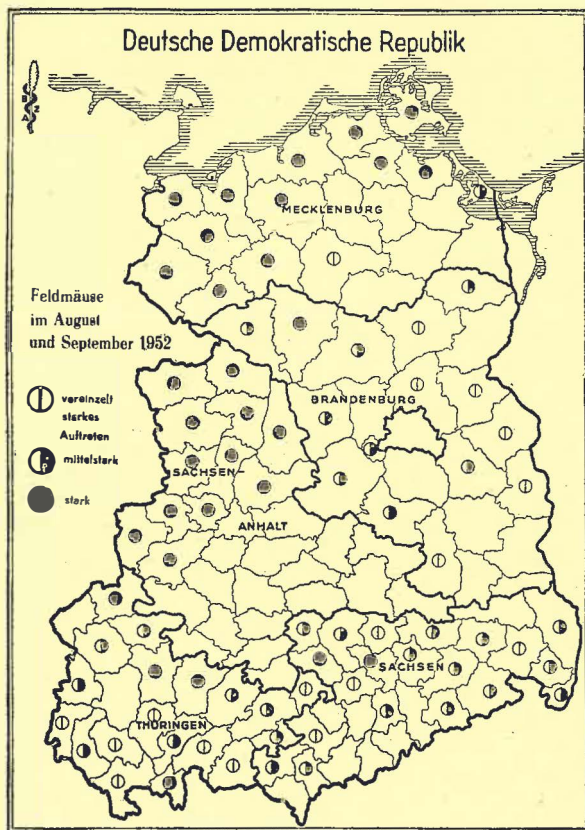 Deutsche Demokratische Republik
MECKLENBURG
Feldmäuse
im August
und September 1952
vereinzelt
starkes
Auftreten
mittelstark
stark
BRANDENBURG
SACHSEN
ANHALT
SACHSEN
THÜRINGEN